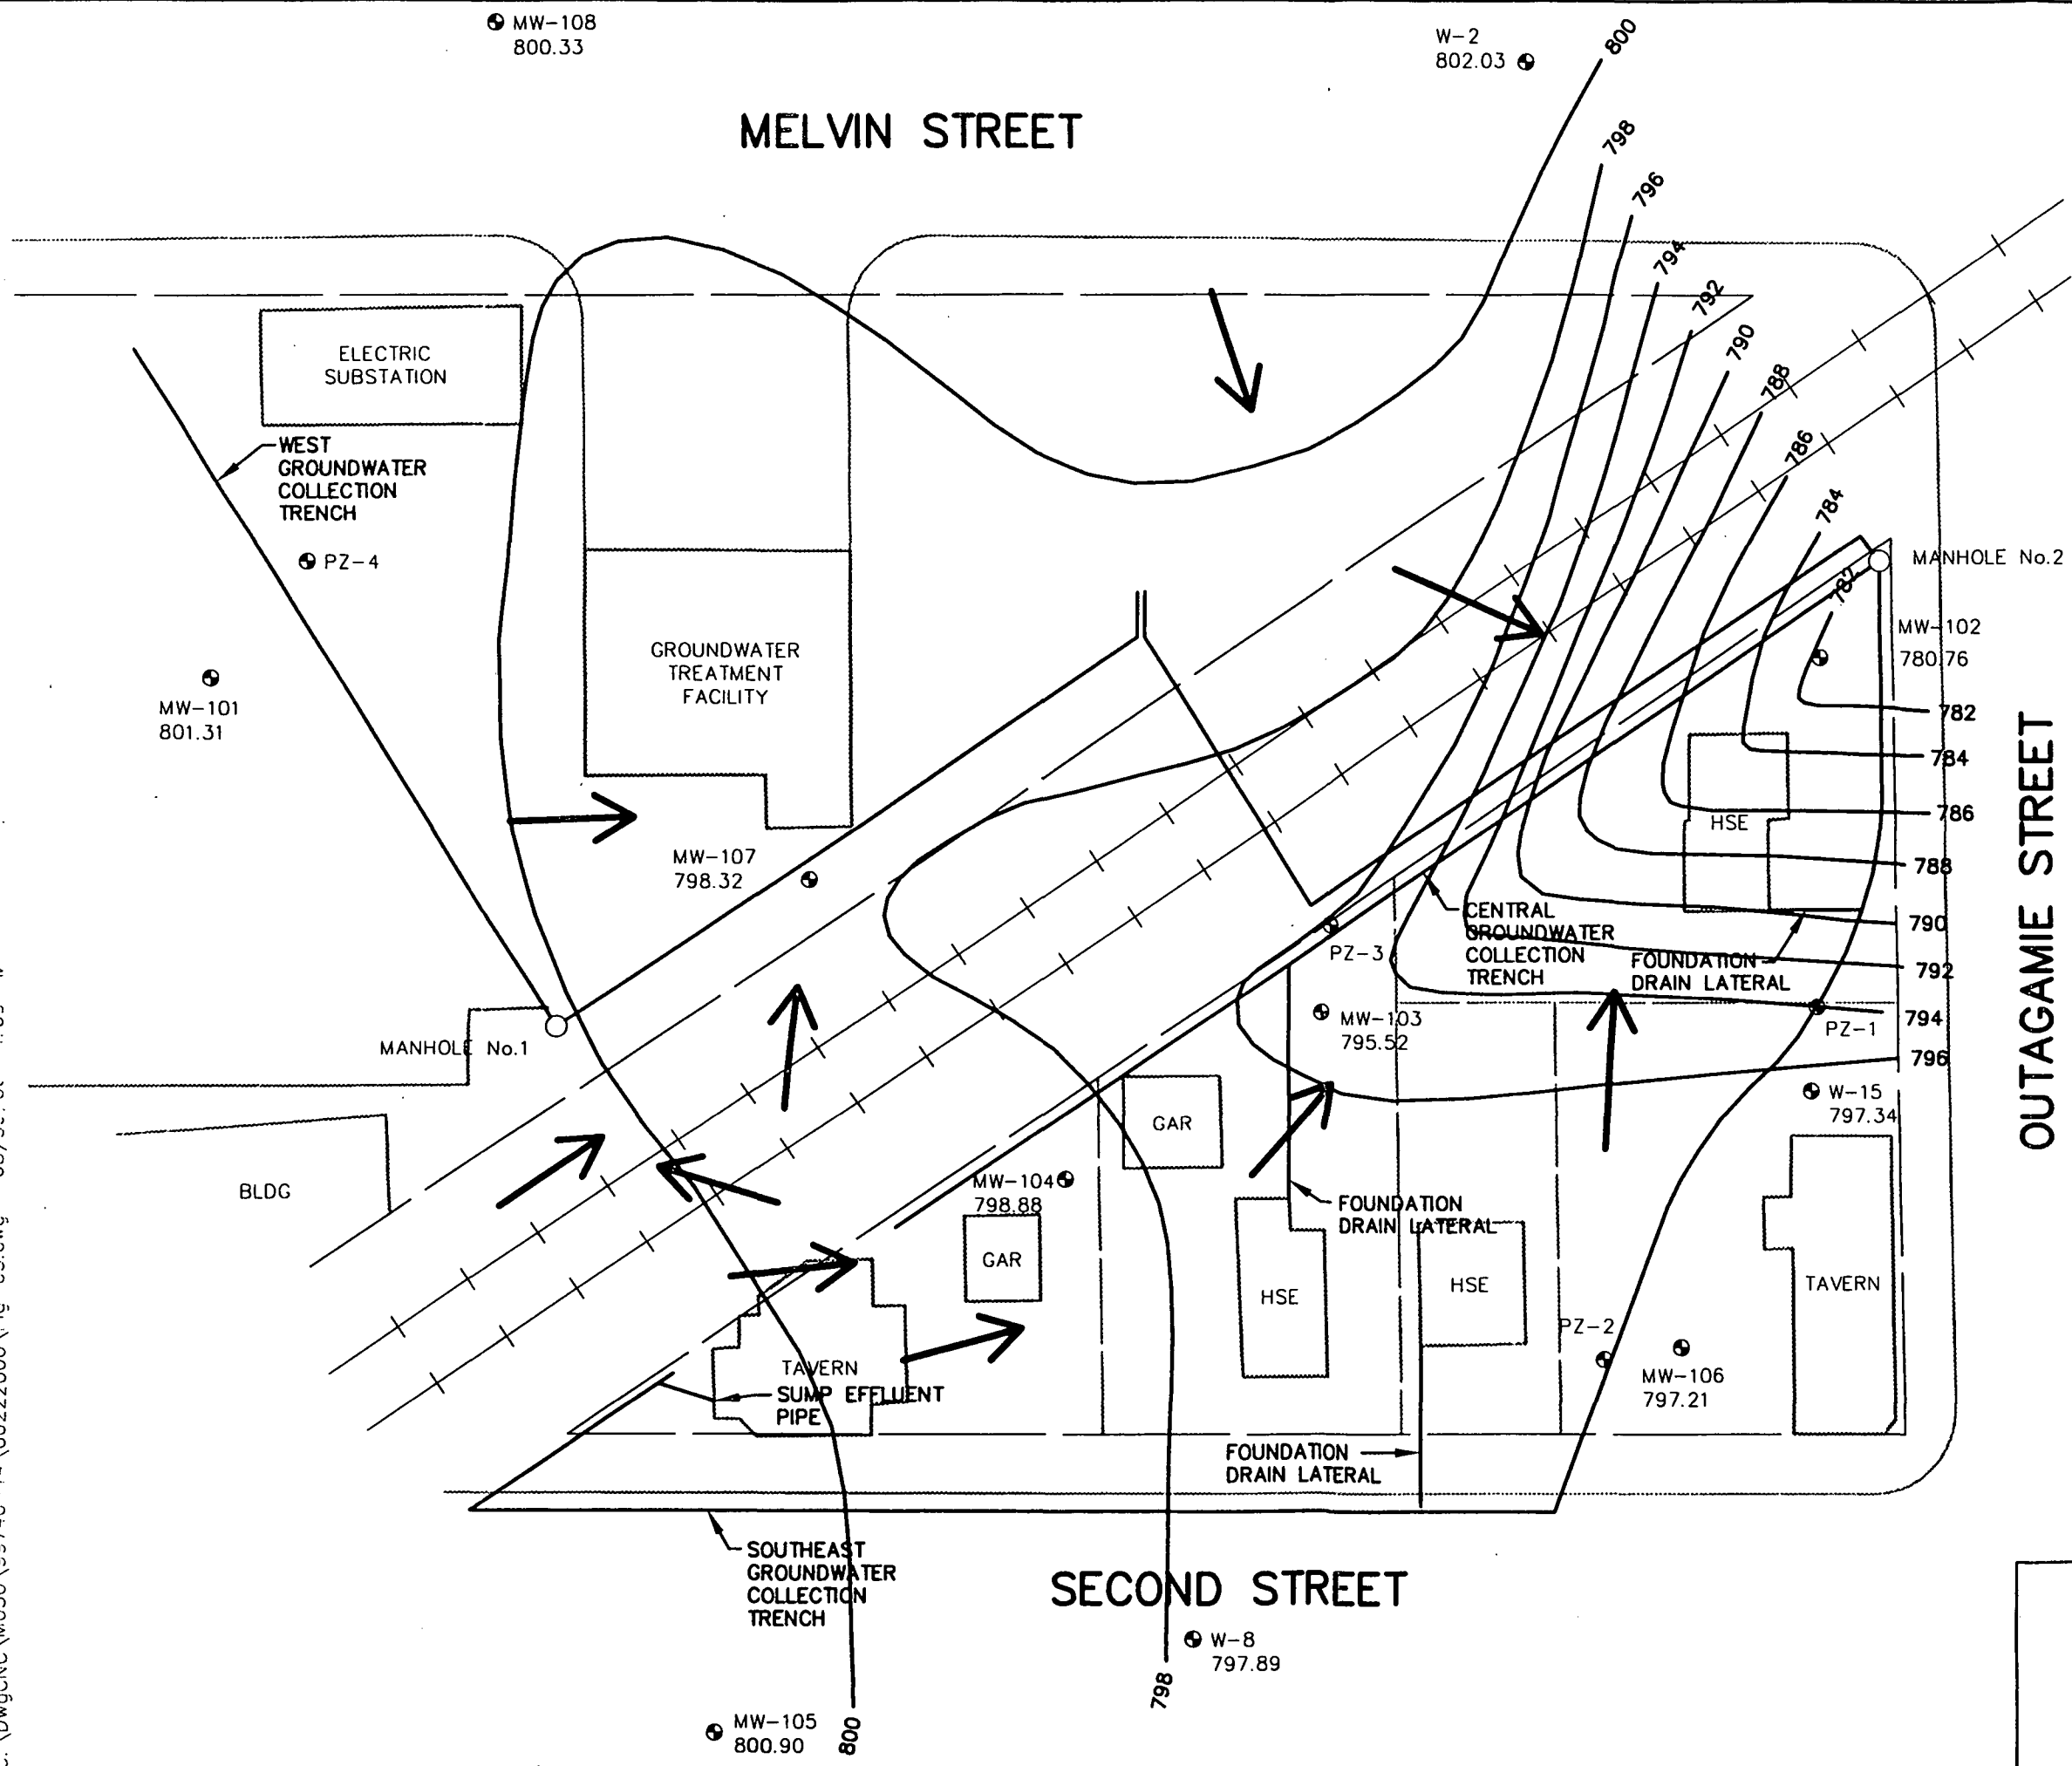 MW-108
800.33
W-2
802.03
800
MELVIN STREET
798
796
794
792
790
788
786
784
782
ELECTRIC
SUBSTATION
WEST
GROUNDWATER
COLLECTION
TRENCH
PZ-4
MANHOLE No.2
MW-102
780.76
GROUNDWATER
TREATMENT
FACILITY
MW-101
801.31
782
784
786
HSE
788
790
792
794
796
OUTAGAMIE STREET
MW-107
798.32
CENTRAL
GROUNDWATER
COLLECTION
TRENCH
PZ-3
FOUNDATION
DRAIN LATERAL
MW-103
795.52
PZ-1
MANHOLE No.1
W-15
797.34
GAR
BLDG
MW-104
798.88
FOUNDATION
DRAIN LATERAL
GAR
HSE
HSE
TAVERN
PZ-2
MW-106
797.21
TAVERN
SUMP EFFLUENT
PIPE
FOUNDATION
DRAIN LATERAL
SOUTHEAST
GROUNDWATER
COLLECTION
TRENCH
SECOND STREET
W-8
797.89
798
MW-105
800.90
800